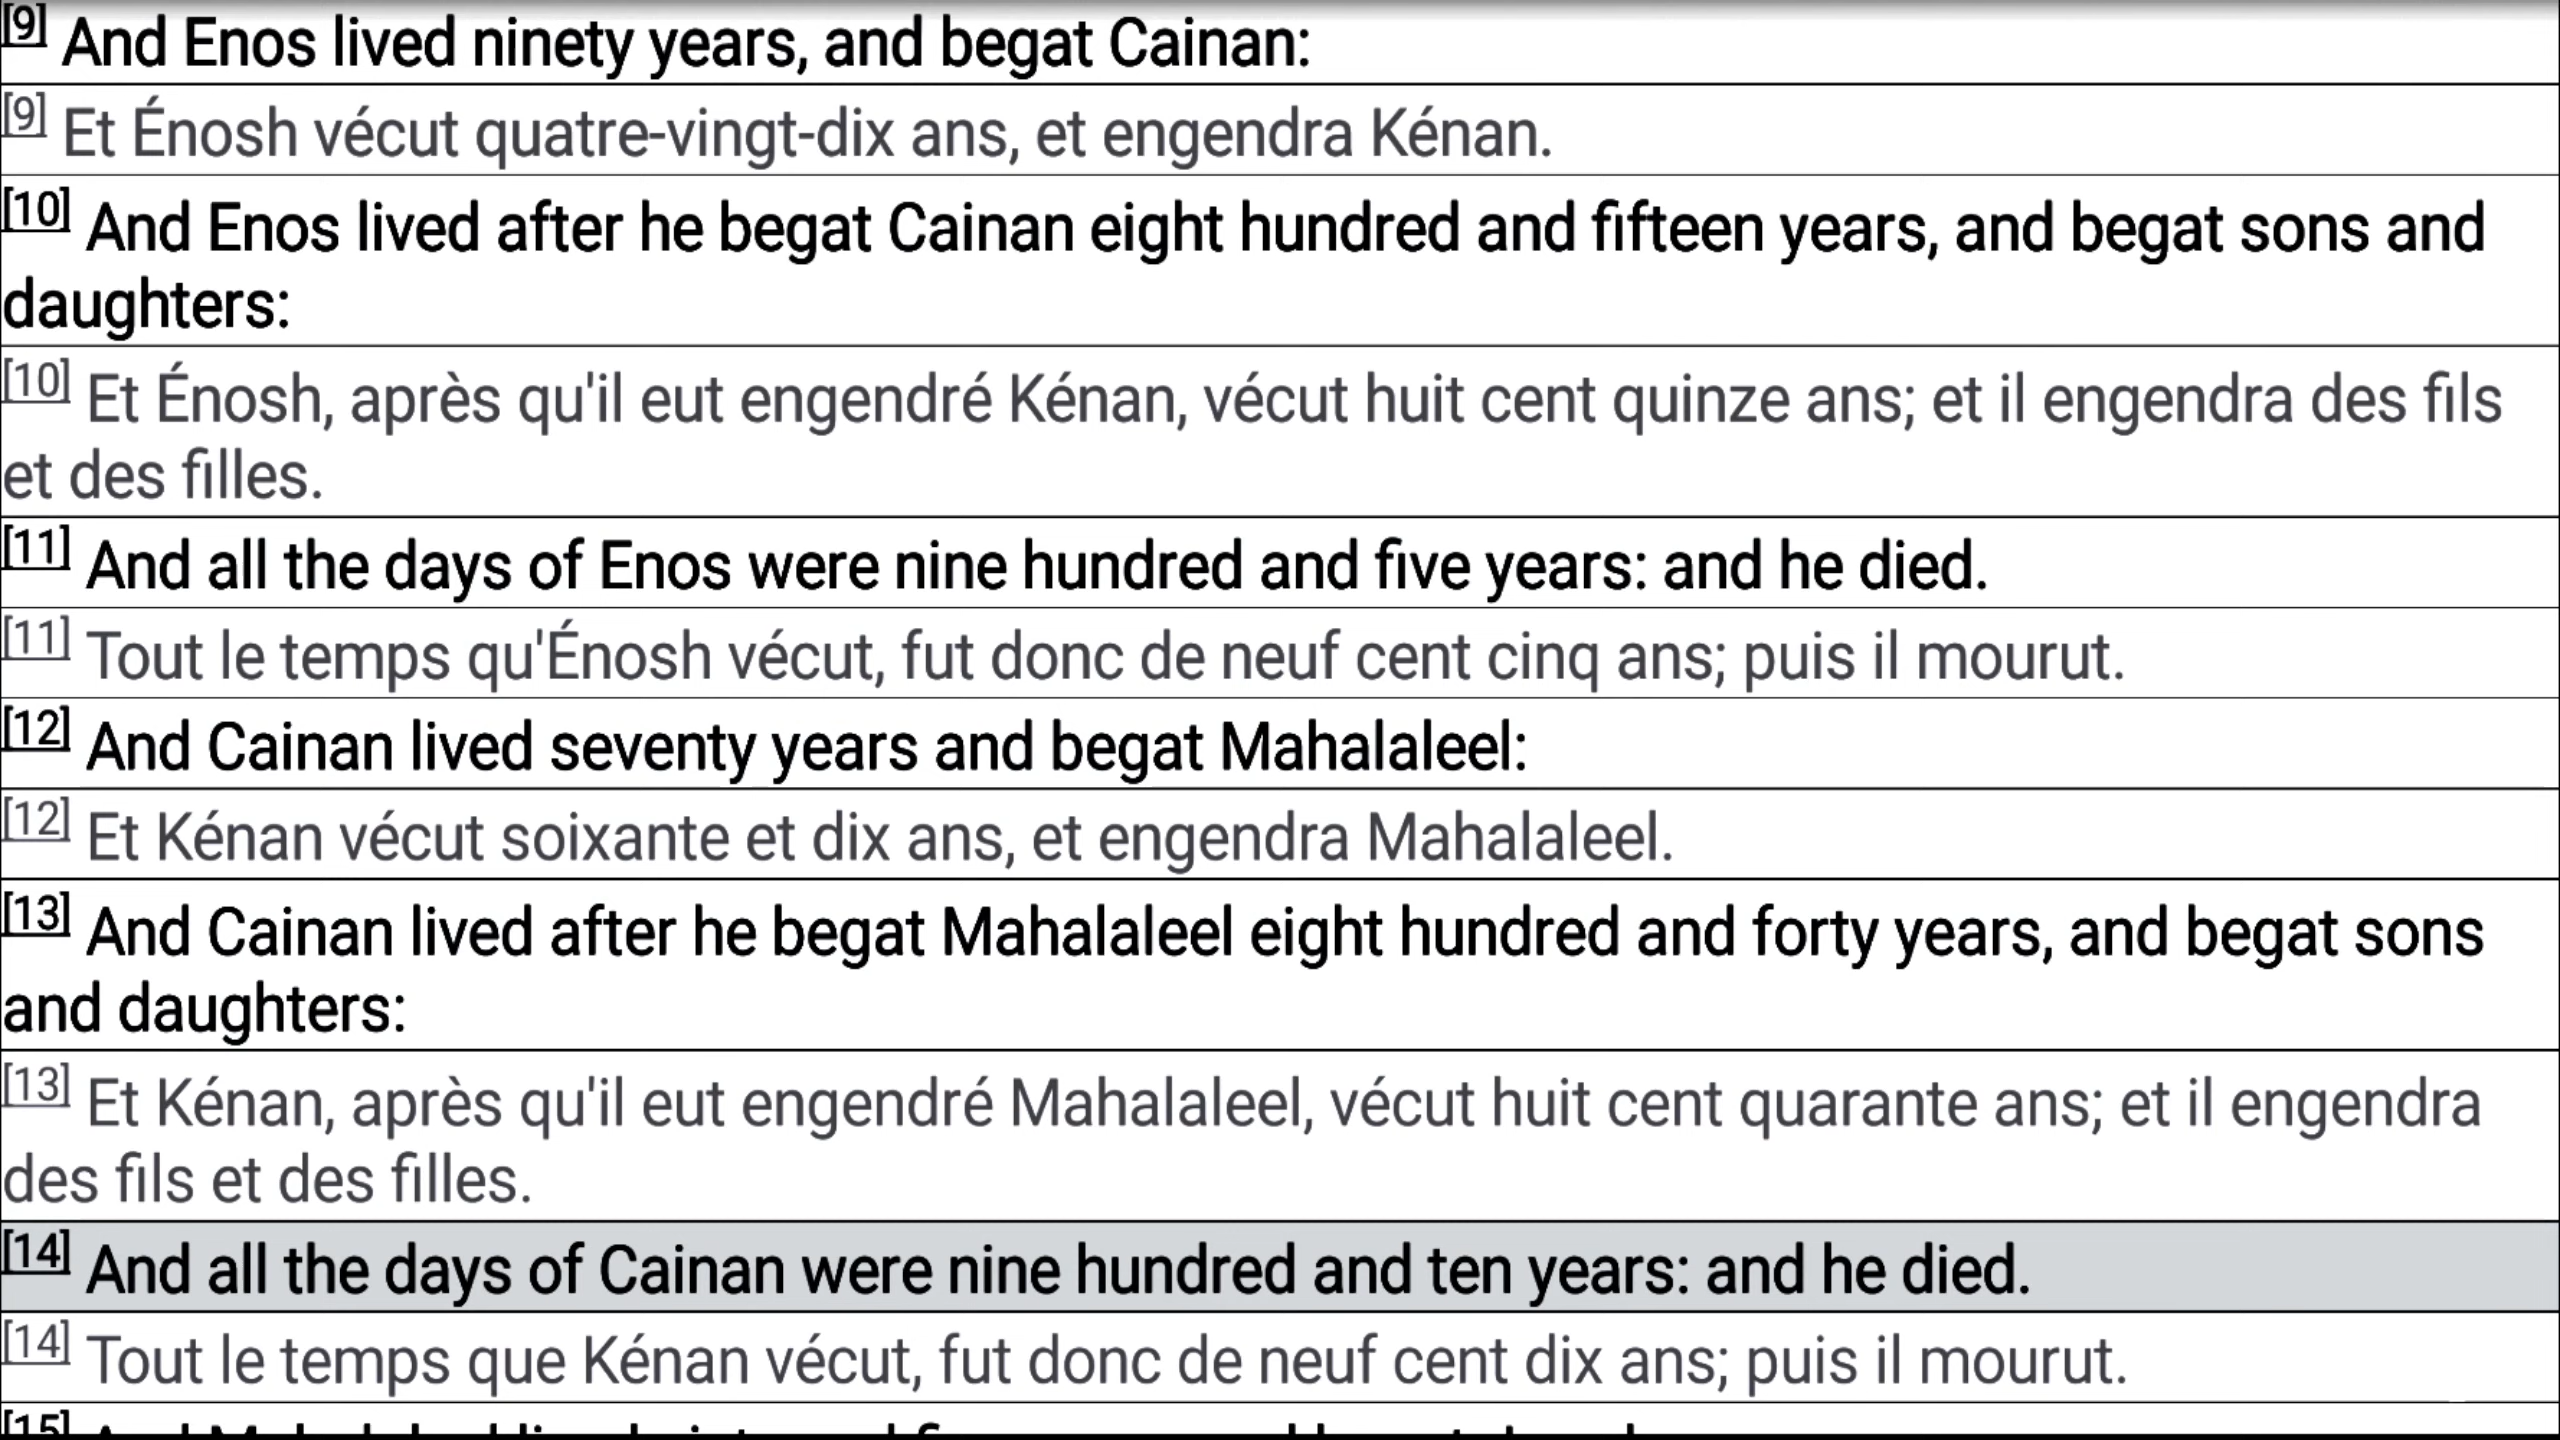 [9] And Enos lived ninety years, and begat Cainan:
[9] Et Énosh vécut quatre-vingt-dix ans, et engendra Kénan.
[10] And Enos lived after he begat Cainan eight hundred and fifteen years, and begat sons and
daughters:
[10] Et Énosh, après qu'il eut engendré Kénan, vécut huit cent quinze ans; et il engendra des fils
et des filles.
[11] And all the days of Enos were nine hundred and five years: and he died.
[11] Tout le temps qu'Énosh vécut, fut donc de neuf cent cinq ans; puis il mourut.
[12] And Cainan lived seventy years and begat Mahalaleel:
[12] Et Kénan vécut soixante et dix ans, et engendra Mahalaleel.
[13] And Cainan lived after he begat Mahalaleel eight hundred and forty years, and begat sons
and daughters:
[13] Et Kénan, après qu'il eut engendré Mahalaleel, vécut huit cent quarante ans; et il engendra
des fils et des filles.
[14] And all the days of Cainan were nine hundred and ten years: and he died.
[14] Tout le temps que Kénan vécut, fut donc de neuf cent dix ans; puis il mourut.
[15]